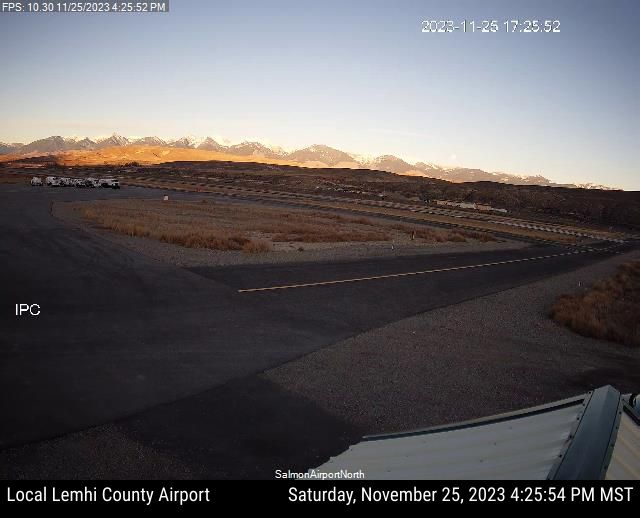 FPS: 10.30 11/25/2023 4:25:52 PM
2023-11-25 17:25:52
IPC
SalmonAirportNorth
Local Lemhi County Airport
Saturday, November 25, 2023 4:25:54 PM MST